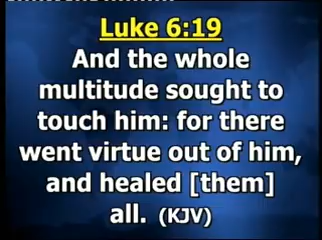 Luke 6:19
And the whole
multitude sought to
touch him: for there
went virtue out of him,
and healed [them]
all. (KJV)